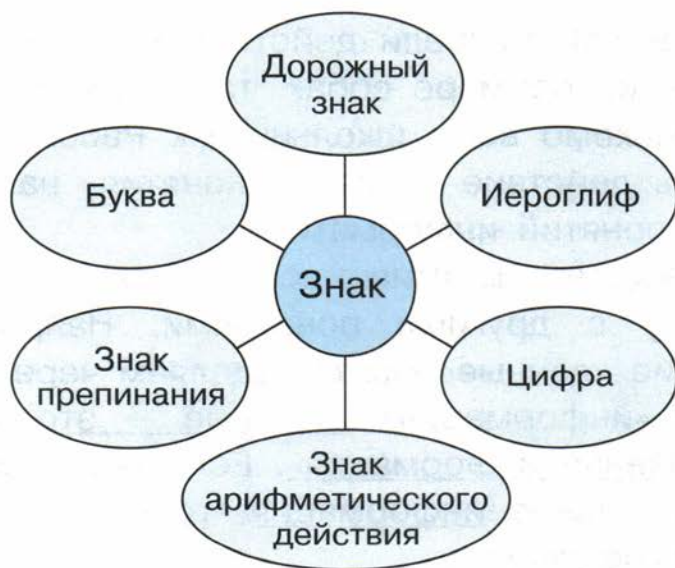 Дорожный
знак
Буква
Иероглиф
Знак
Знак
препинания
Цифра
Знак
арифметического
действия